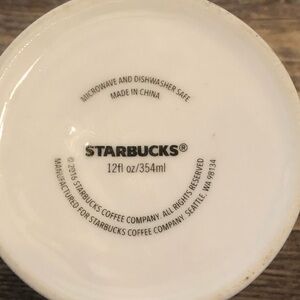 MICROWAVE AND DISHWASHER SAFE
MADE IN CHINA
STARBUCKS®
12fl oz/354ml
© 2016 STARBUCKS COFFEE COMPANY. ALL RIGHTS RESERVED
MANUFACTURED FOR STARBUCKS COFFEE COMPANY. SEATTLE, WA 98134